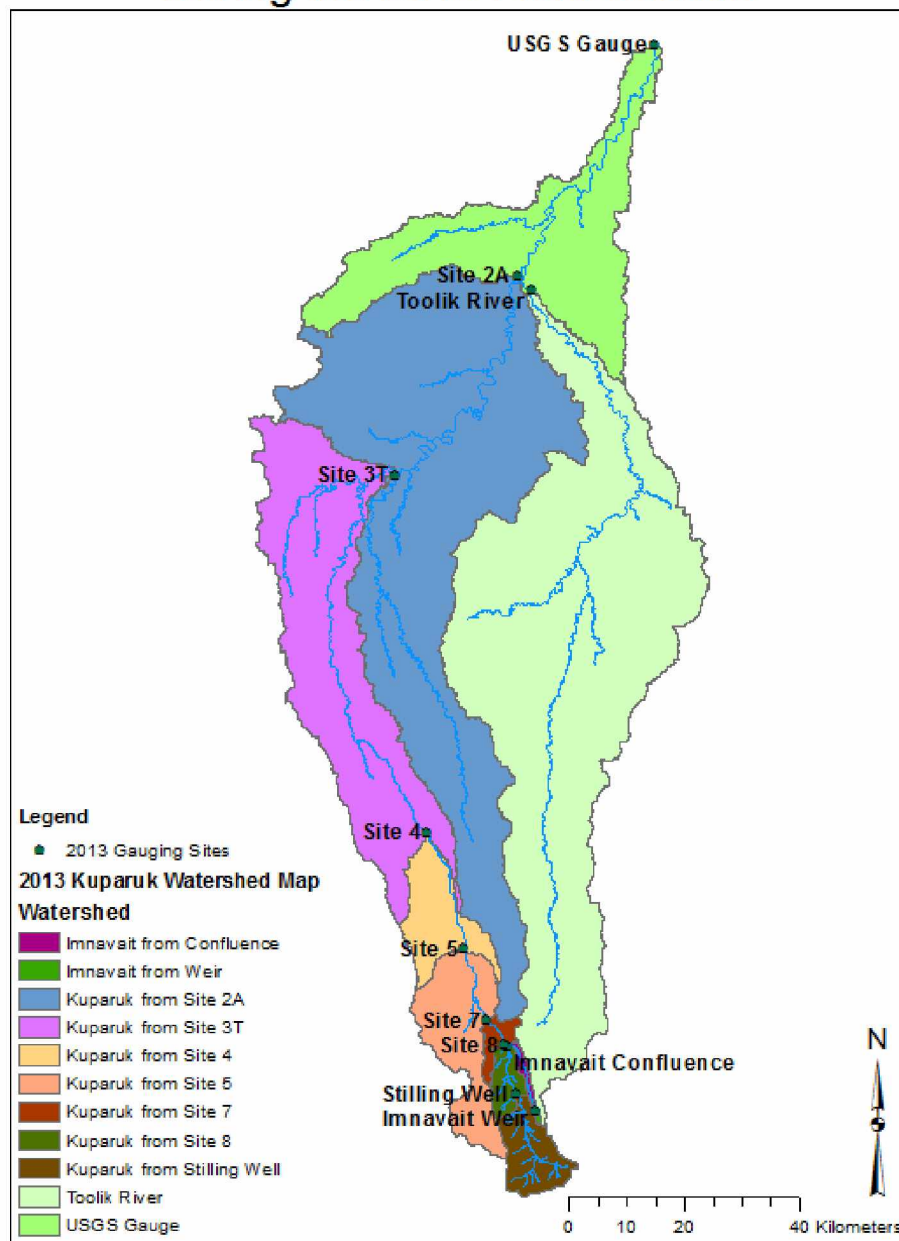 USG S Gauge
Site 2A
Toolik River
Site 3T
Site 4
Site 5
Site 7
Site 8
Imnavait Confluence
Stilling Well
Imnavait Weir
Legend
2013 Gauging Sites
2013 Kuparuk Watershed Map
Watershed
Imnavait from Confluence
Imnavait from Weir
Kuparuk from Site 2A
Kuparuk from Site 3T
Kuparuk from Site 4
Kuparuk from Site 5
Kuparuk from Site 7
Kuparuk from Site 8
Kuparuk from Stilling Well
Toolik River
USGS Gauge
N
0 10 20 40 Kilometers